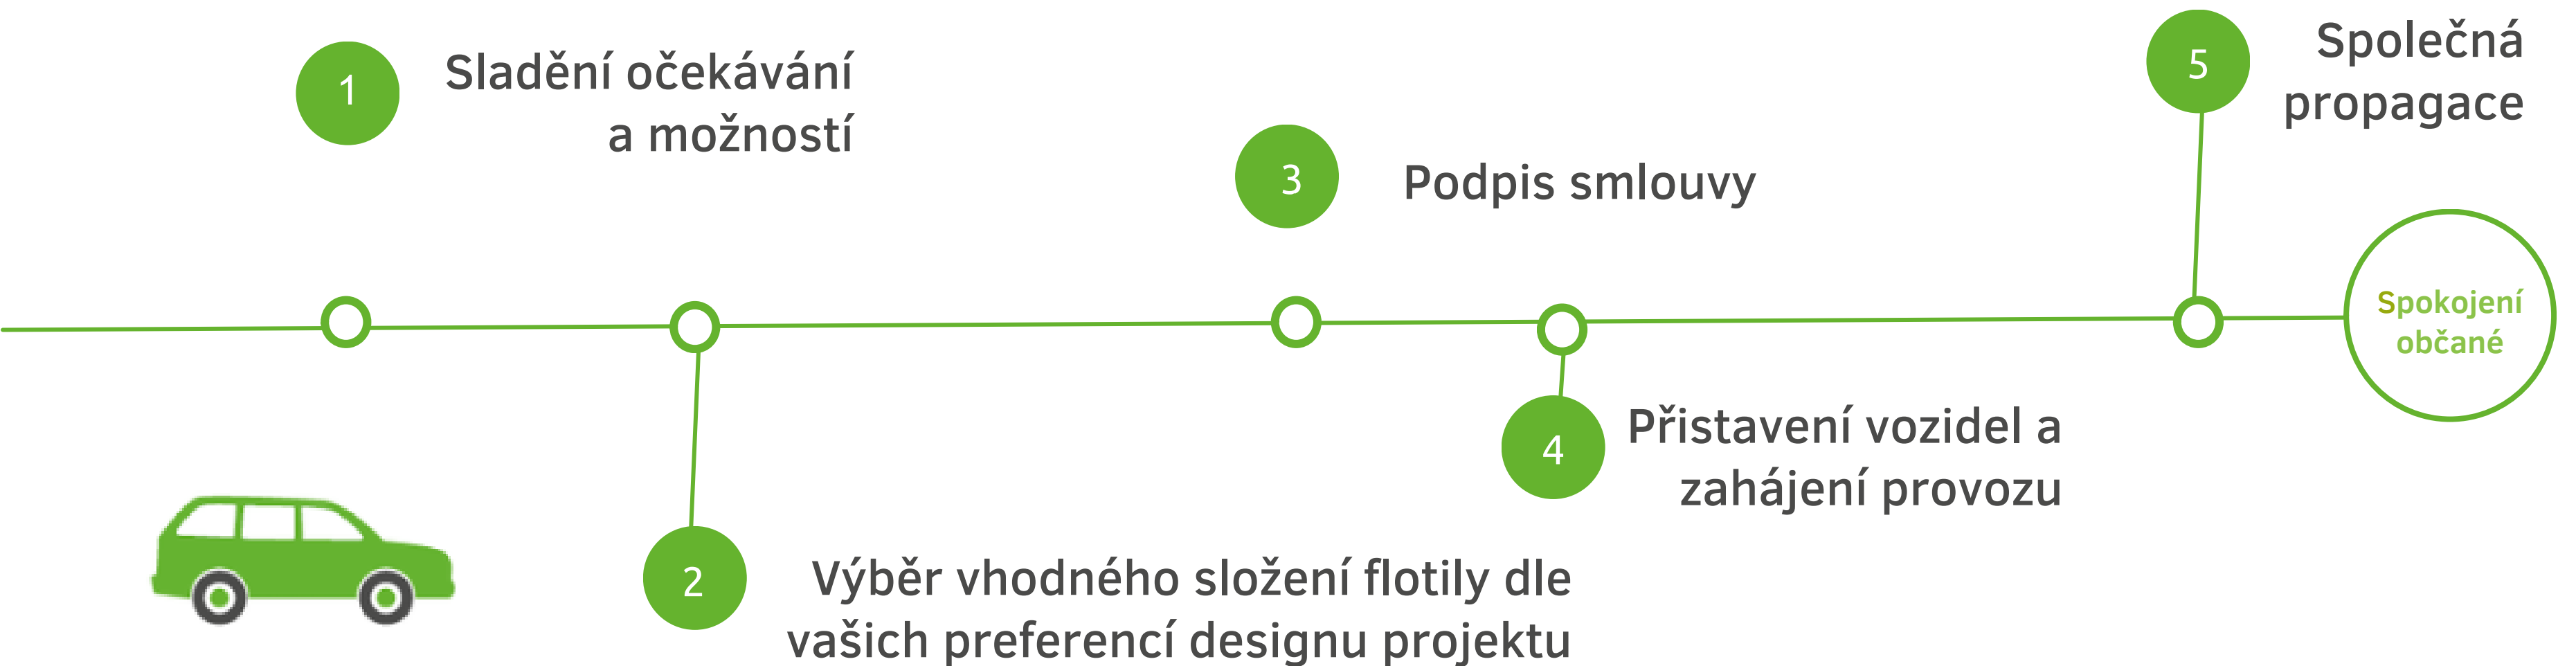 1
Sladění očekávání
a možností
2
Výběr vhodného složení flotily dle
vašich preferencí designu projektu
3
Podpis smlouvy
4
Přistavení vozidel a
zahájení provozu
5
Společná
propagace
Spokojení
občané